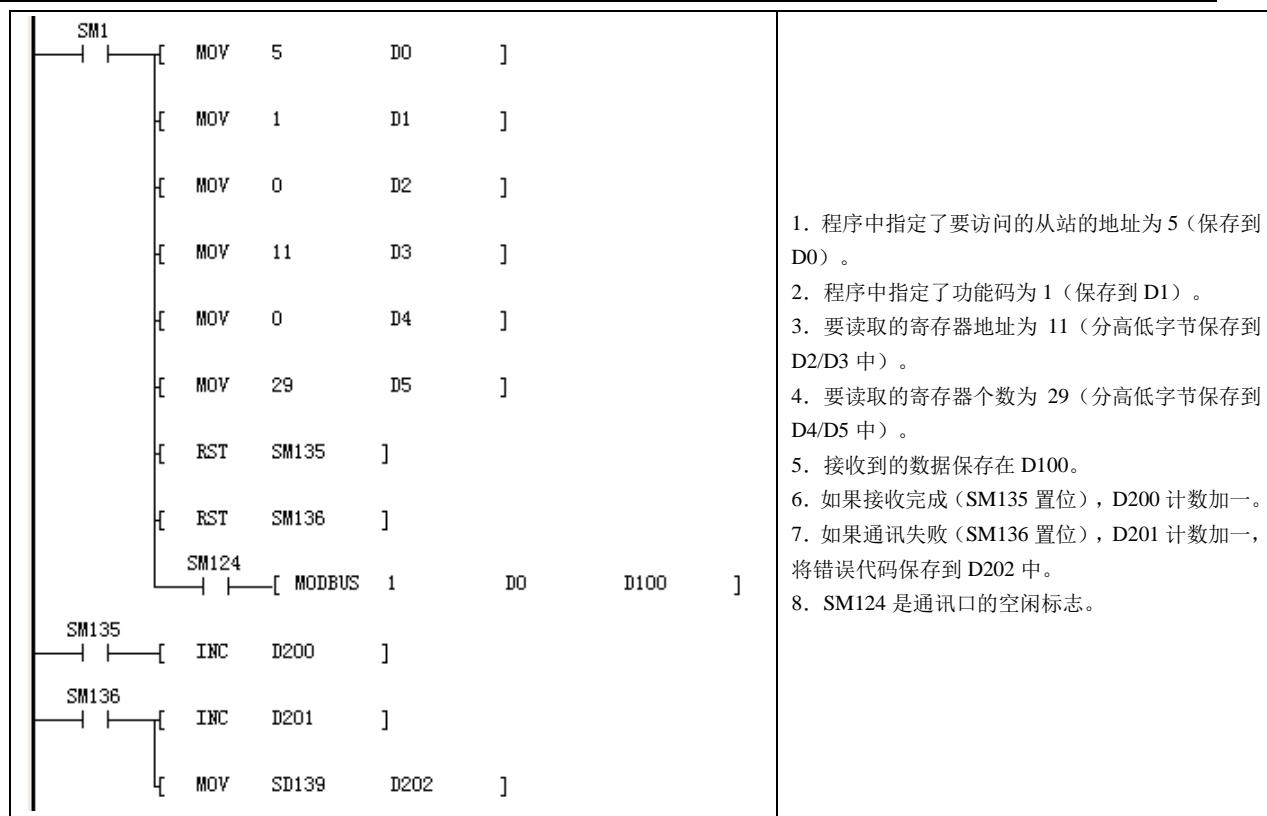 SM1
[ MOV 5 D0 ]
[ MOV 1 D1 ]
[ MOV 0 D2 ]
[ MOV 11 D3 ]
[ MOV 0 D4 ]
[ MOV 29 D5 ]
[ RST SM135 ]
[ RST SM136 ]
SM124
[ MODBUS 1 D0 D100 ]
SM135
[ INC D200 ]
SM136
[ INC D201 ]
[ MOV SD139 D202 ]
1．程序中指定了要访问的从站的地址为 5（保存到
D0）。
2．程序中指定了功能码为 1（保存到 D1）。
3．要读取的寄存器地址为 11（分高低字节保存到
D2/D3 中）。
4．要读取的寄存器个数为 29（分高低字节保存到
D4/D5 中）。
5．接收到的数据保存在 D100。
6．如果接收完成（SM135 置位），D200 计数加一。
7．如果通讯失败（SM136 置位），D201 计数加一，
将错误代码保存到 D202 中。
8．SM124 是通讯口的空闲标志。